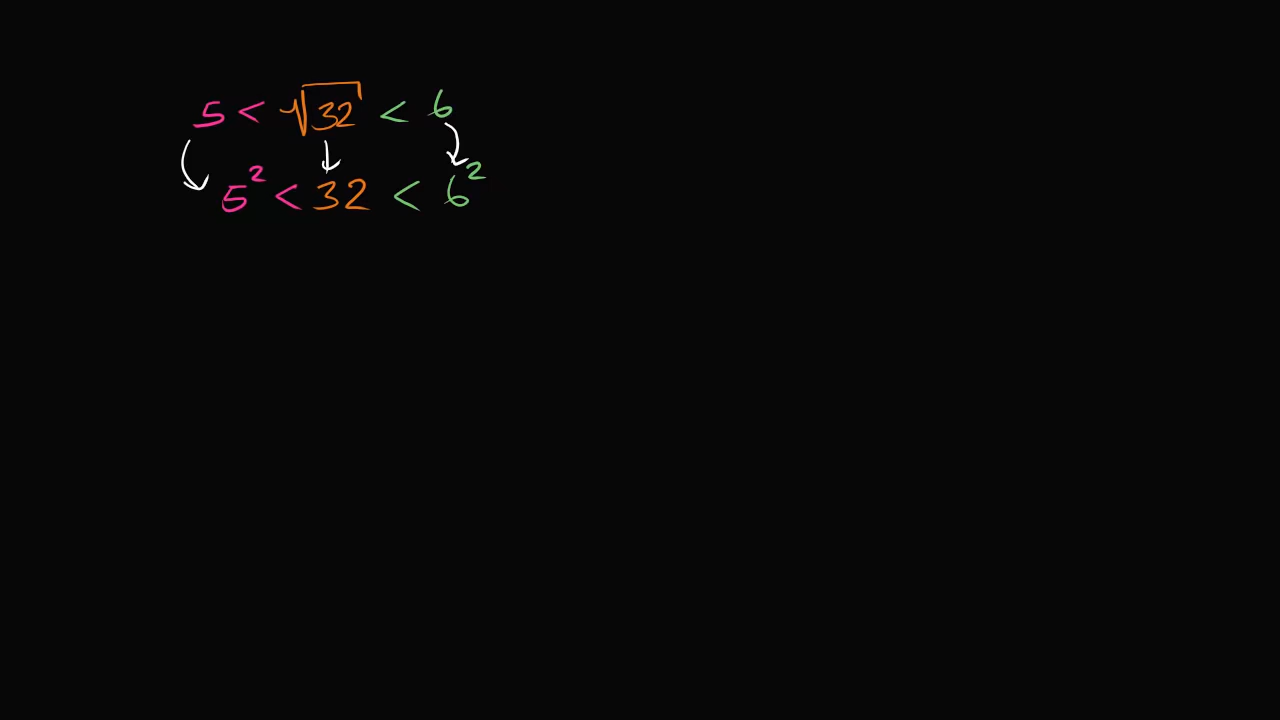 5 < √32 < 6
5² < 32 < 6²